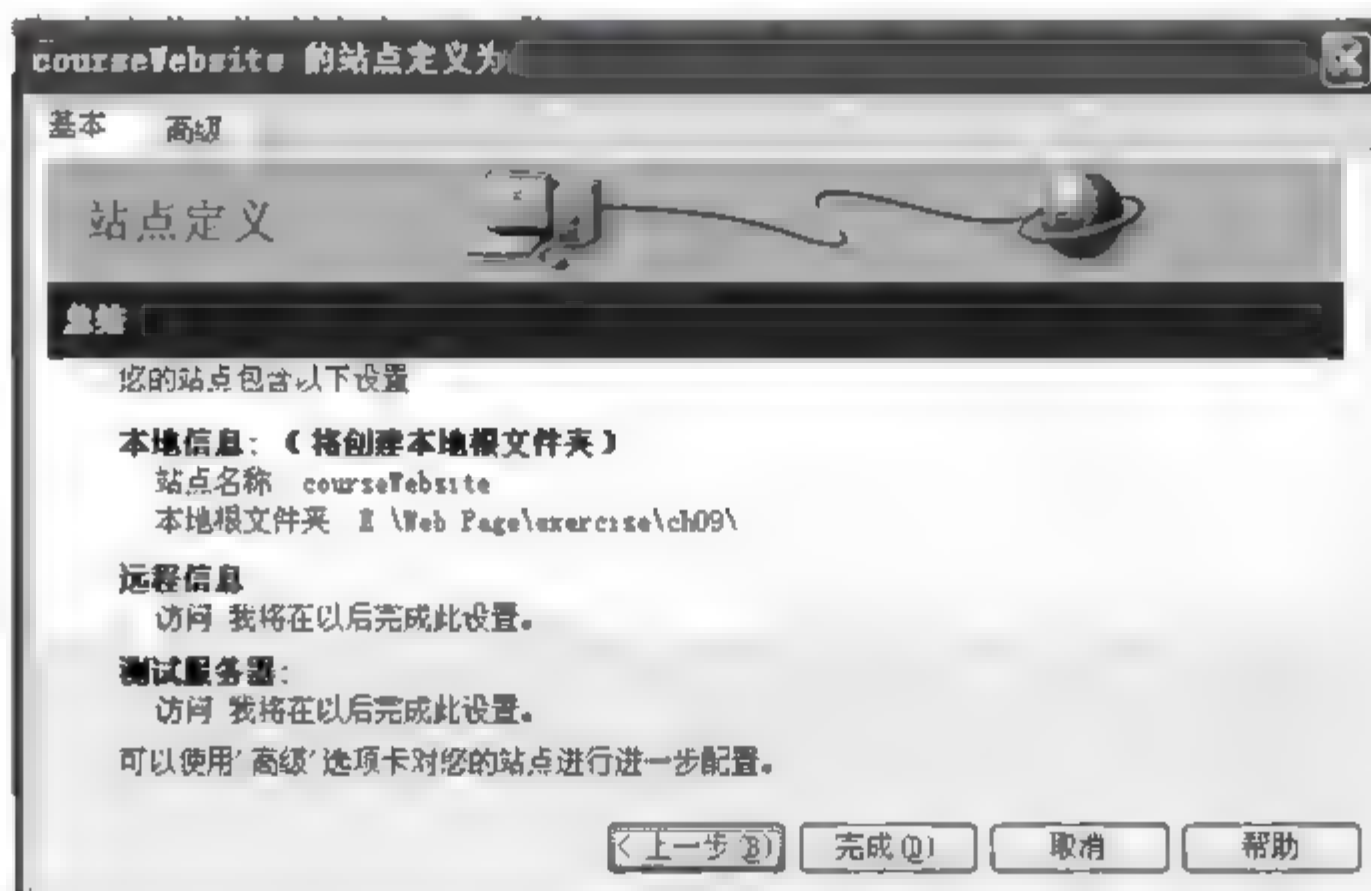 courseWebsite 的站点定义为
基本 高级
站点定义
总结
您的站点包含以下设置
本地信息:(将创建本地根文件夹)
站点名称 courseWebsite
本地根文件夹 E \Web Page\exercise\ch09\
远程信息
访问 我将在以后完成此设置。
测试服务器:
访问 我将在以后完成此设置。
可以使用“高级”选项卡对您的站点进行进一步配置。
<上一步(B) 完成(D) 取消 帮助